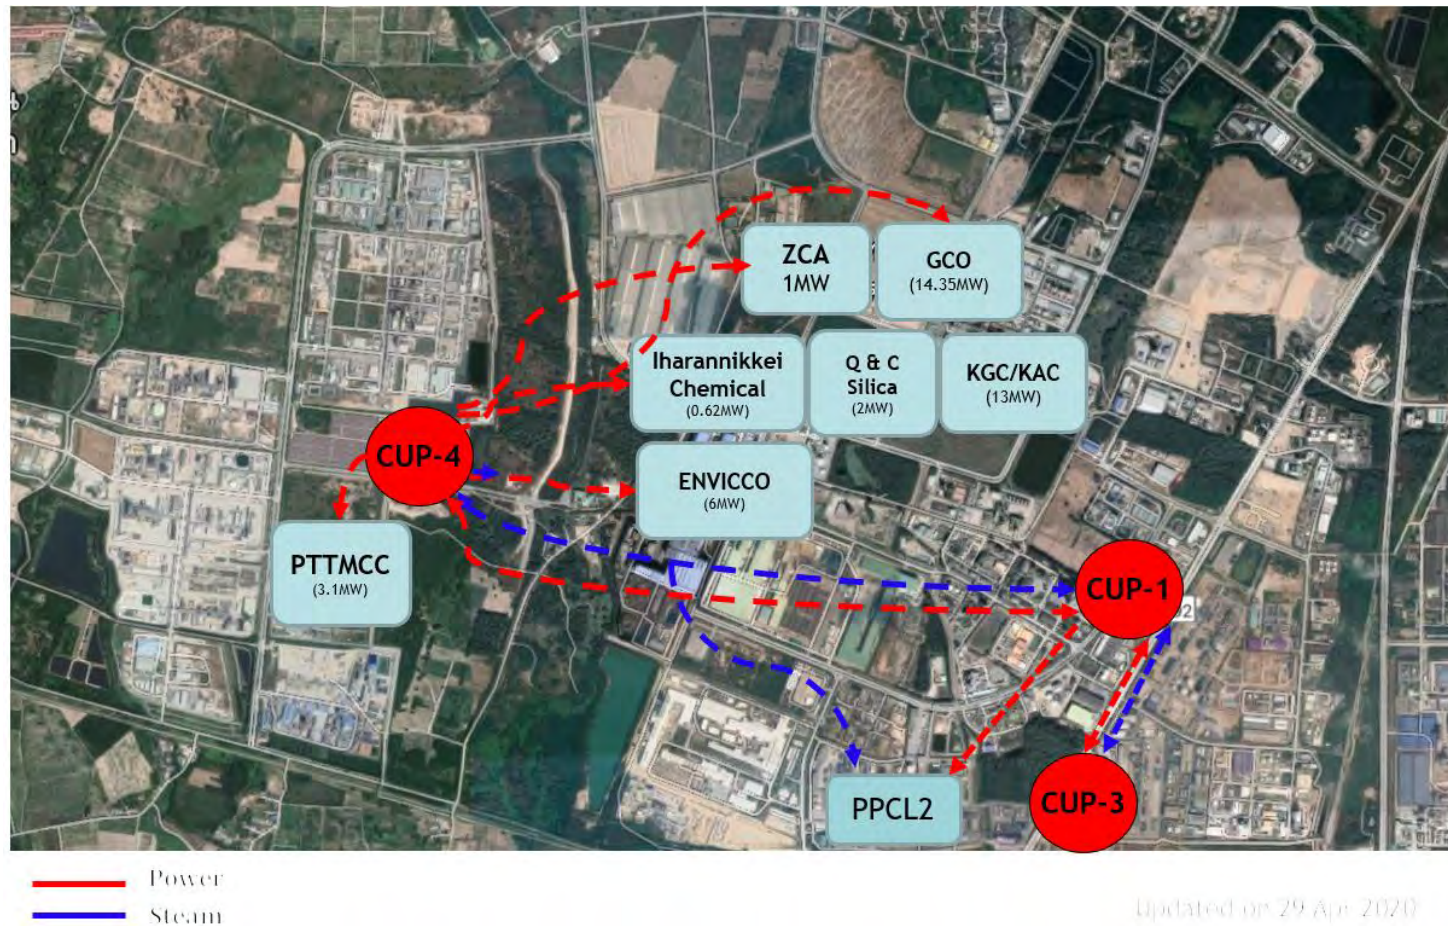 ZCA
1MW
GCO
(14.35MW)
Iharannikkei
Chemical
(0.62MW)
Q & C
Silica
(2MW)
KGC/KAC
(13MW)
CUP-4
ENVICCO
(6MW)
PTTMCC
(3.1MW)
CUP-1
PPCL2
CUP-3
Power
Steam
Updated on 29 Apr 2020